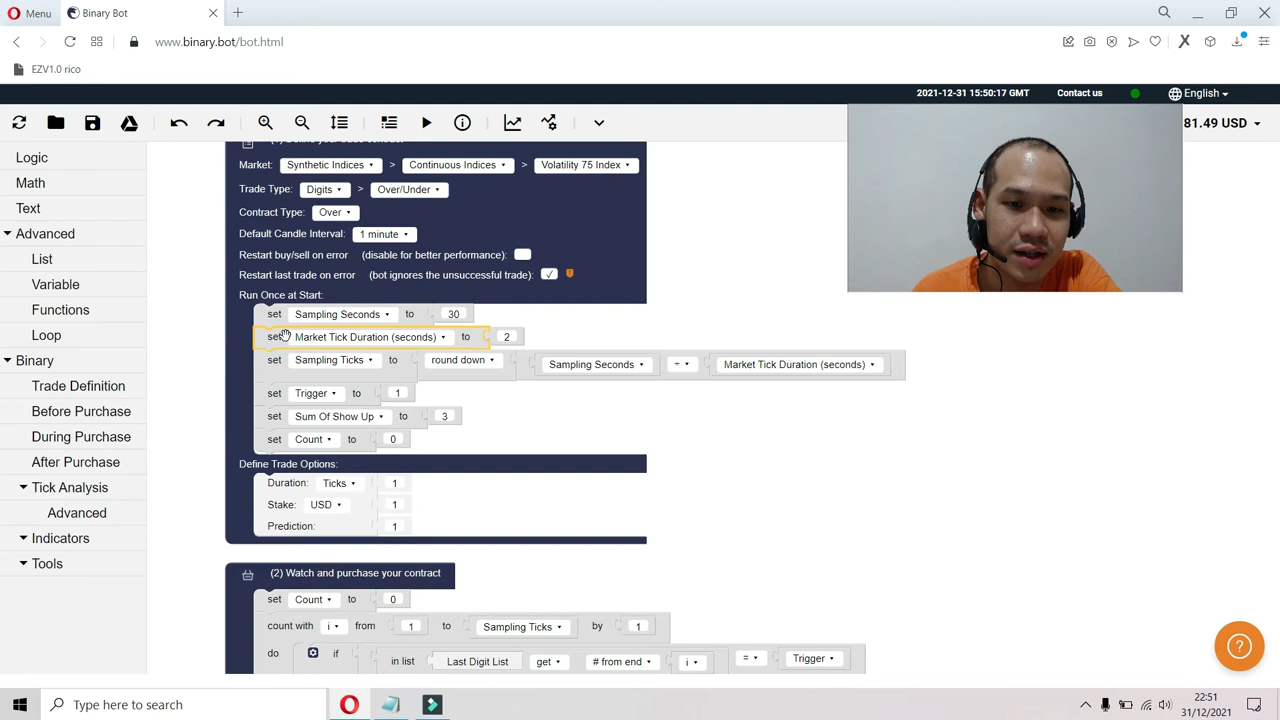 Menu
Binary Bot
www.binary.bot/bot.html
EZV1.0 rico
2021-12-31 15:50:17 GMT Contact us English
81.49 USD
Logic
Math
Text
Advanced
List
Variable
Functions
Loop
Binary
Trade Definition
Before Purchase
During Purchase
After Purchase
Tick Analysis
Advanced
Indicators
Tools
Market: Synthetic Indices > Continuous Indices > Volatility 75 Index
Trade Type: Digits > Over/Under
Contract Type: Over
Default Candle Interval: 1 minute
Restart buy/sell on error (disable for better performance):
Restart last trade on error (bot ignores the unsuccessful trade): ✓
Run Once at Start:
set Sampling Seconds to 30
set Market Tick Duration (seconds) to 2
set Sampling Ticks to round down Sampling Seconds ÷ Market Tick Duration (seconds)
set Trigger to 1
set Sum Of Show Up to 3
set Count to 0
Define Trade Options:
Duration: Ticks 1
Stake: USD 1
Prediction: 1
(2) Watch and purchase your contract
set Count to 0
count with i from 1 to Sampling Ticks by 1
do if in list Last Digit List get # from end i = Trigger
Type here to search
22:51
31/12/2021